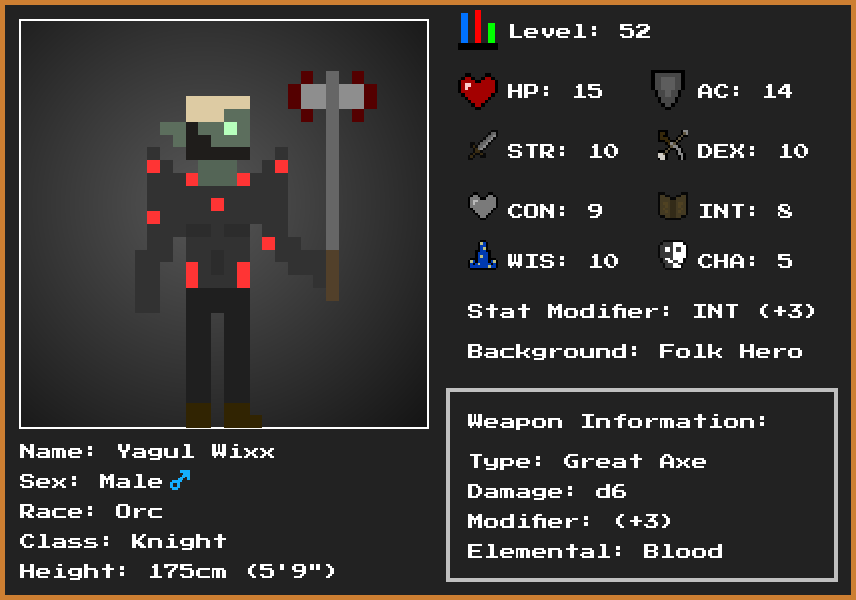 Level: 52
HP: 15
AC: 14
STR: 10
DEX: 10
CON: 9
INT: 8
WIS: 10
CHA: 5
Stat Modifier: INT (+3)
Background: Folk Hero
Weapon Information:
Type: Great Axe
Damage: d6
Modifier: (+3)
Elemental: Blood
Name: Yagul Wixx
Sex: Male ♂
Race: Orc
Class: Knight
Height: 175cm (5'9")